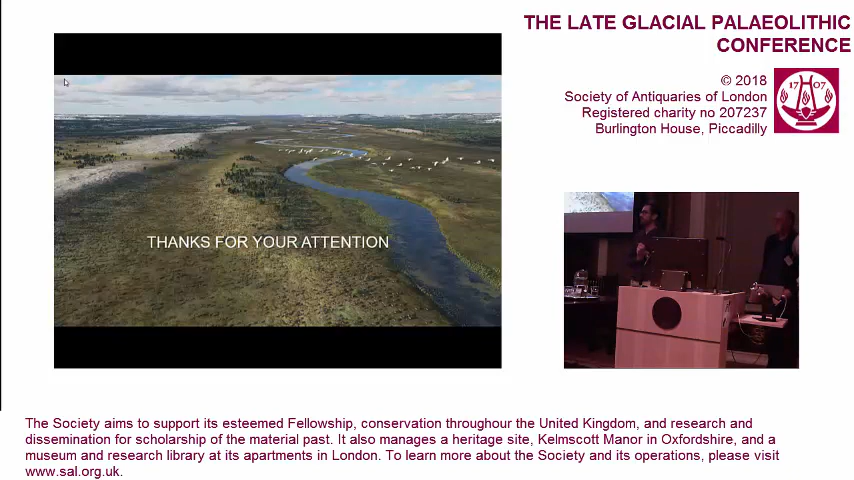 THE LATE GLACIAL PALAEOLITHIC
CONFERENCE
© 2018
Society of Antiquaries of London
Registered charity no 207237
Burlington House, Piccadilly
17 07
THANKS FOR YOUR ATTENTION
The Society aims to support its esteemed Fellowship, conservation throughour the United Kingdom, and research and
dissemination for scholarship of the material past. It also manages a heritage site, Kelmscott Manor in Oxfordshire, and a
museum and research library at its apartments in London. To learn more about the Society and its operations, please visit
www.sal.org.uk.